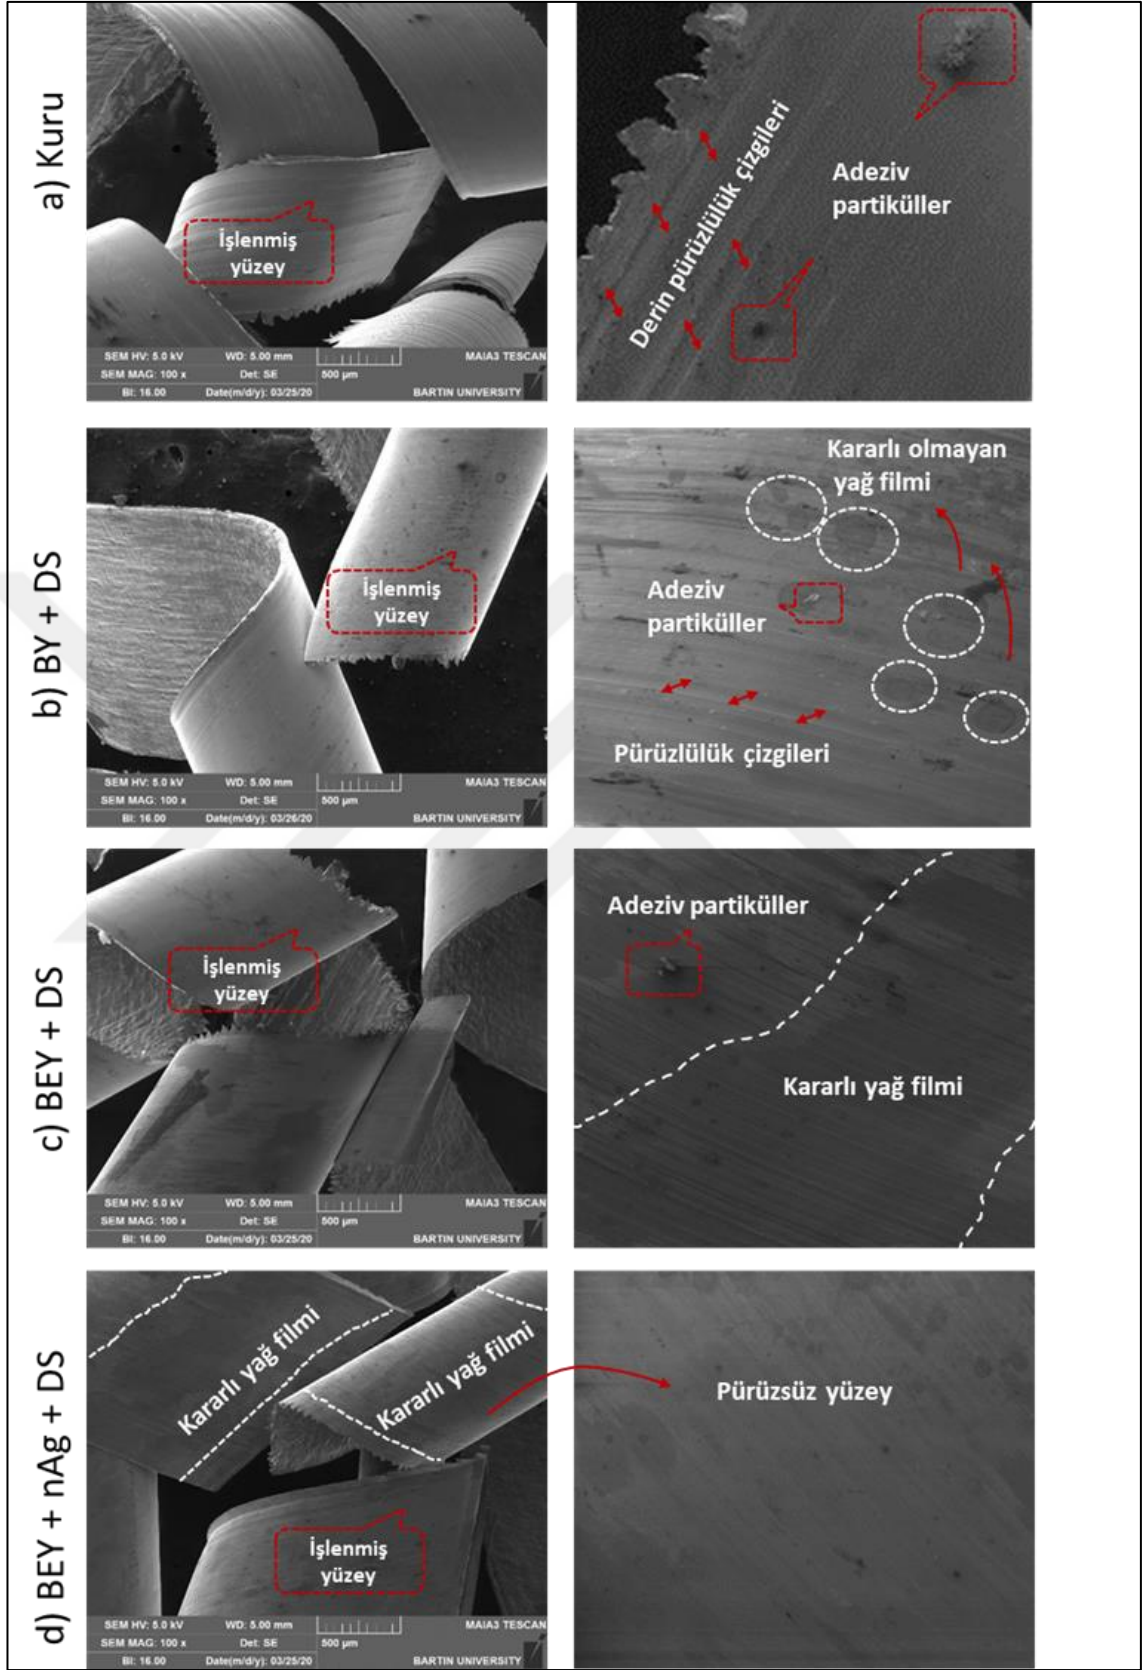 a) Kuru
İşlenmiş
yüzey
SEM HV: 5.0 kV WD: 5.00 mm MAIA3 TESCAN
SEM MAG: 100 x Det: SE 500 µm
BI: 16.00 Date(m/d/y): 03/25/20 BARTIN UNIVERSITY
Derin pürüzlülük çizgileri
Adeziv
partiküller
b) BY + DS
İşlenmiş
yüzey
SEM HV: 5.0 kV WD: 5.00 mm MAIA3 TESCAN
SEM MAG: 100 x Det: SE 500 µm
BI: 16.00 Date(m/d/y): 03/26/20 BARTIN UNIVERSITY
Kararlı olmayan
yağ filmi
Adeziv
partiküller
Pürüzlülük çizgileri
c) BEY + DS
İşlenmiş
yüzey
SEM HV: 5.0 kV WD: 5.00 mm MAIA3 TESCAN
SEM MAG: 100 x Det: SE 500 µm
BI: 16.00 Date(m/d/y): 03/25/20 BARTIN UNIVERSITY
Adeziv partiküller
Kararlı yağ filmi
d) BEY + nAg + DS
Kararlı yağ filmi
Kararlı yağ filmi
İşlenmiş
yüzey
SEM HV: 5.0 kV WD: 5.00 mm MAIA3 TESCAN
SEM MAG: 100 x Det: SE 500 µm
BI: 16.00 Date(m/d/y): 03/25/20 BARTIN UNIVERSITY
Pürüzsüz yüzey